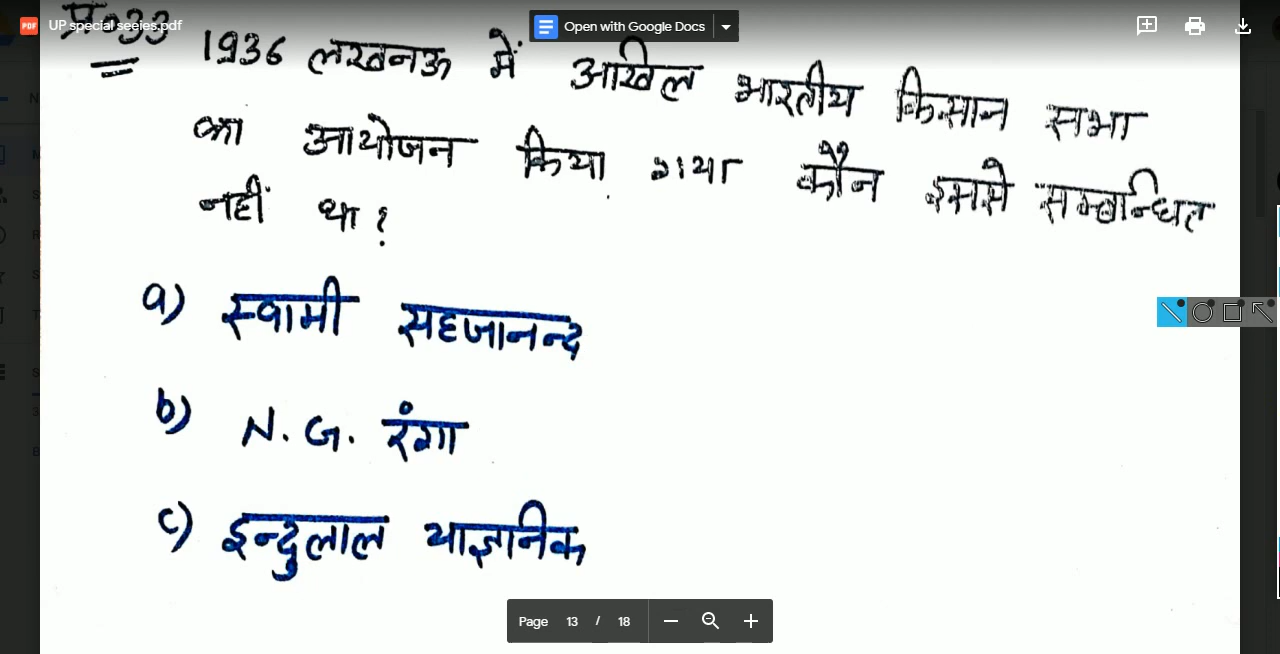 UP special seeies.pdf
Open with Google Docs
प्र०33 1936 लखनऊ में अखिल भारतीय किसान सभा
का आयोजन किया गया कौन इससे सम्बन्धित
नहीं था?
a) स्वामी सहजानन्द
b) N. G. रंगा
c) इन्दुलाल याज्ञनिक
Page 13 / 18